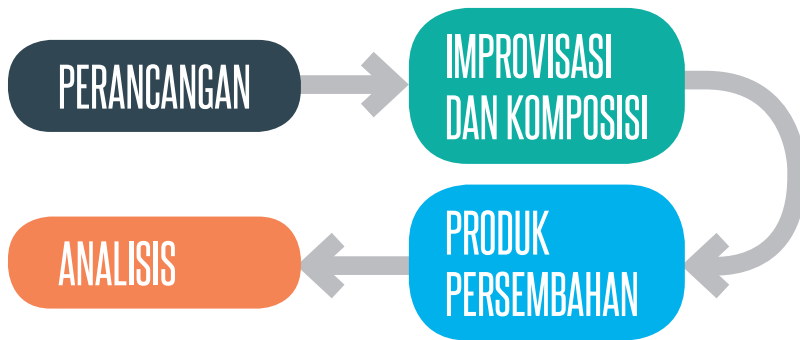 PERANCANGAN
IMPROVISASI
DAN KOMPOSISI
PRODUK
PERSEMBAHAN
ANALISIS